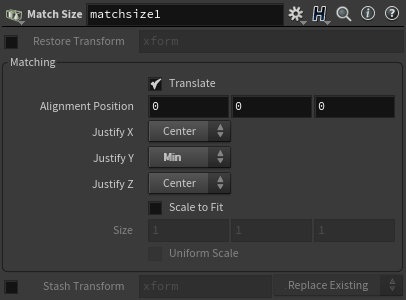 Match Size matchsize1
Restore Transform xform
Matching
Translate
Alignment Position 0 0 0
Justify X Center
Justify Y Min
Justify Z Center
Scale to Fit
Size 1 1 1
Uniform Scale
Stash Transform xform Replace Existing